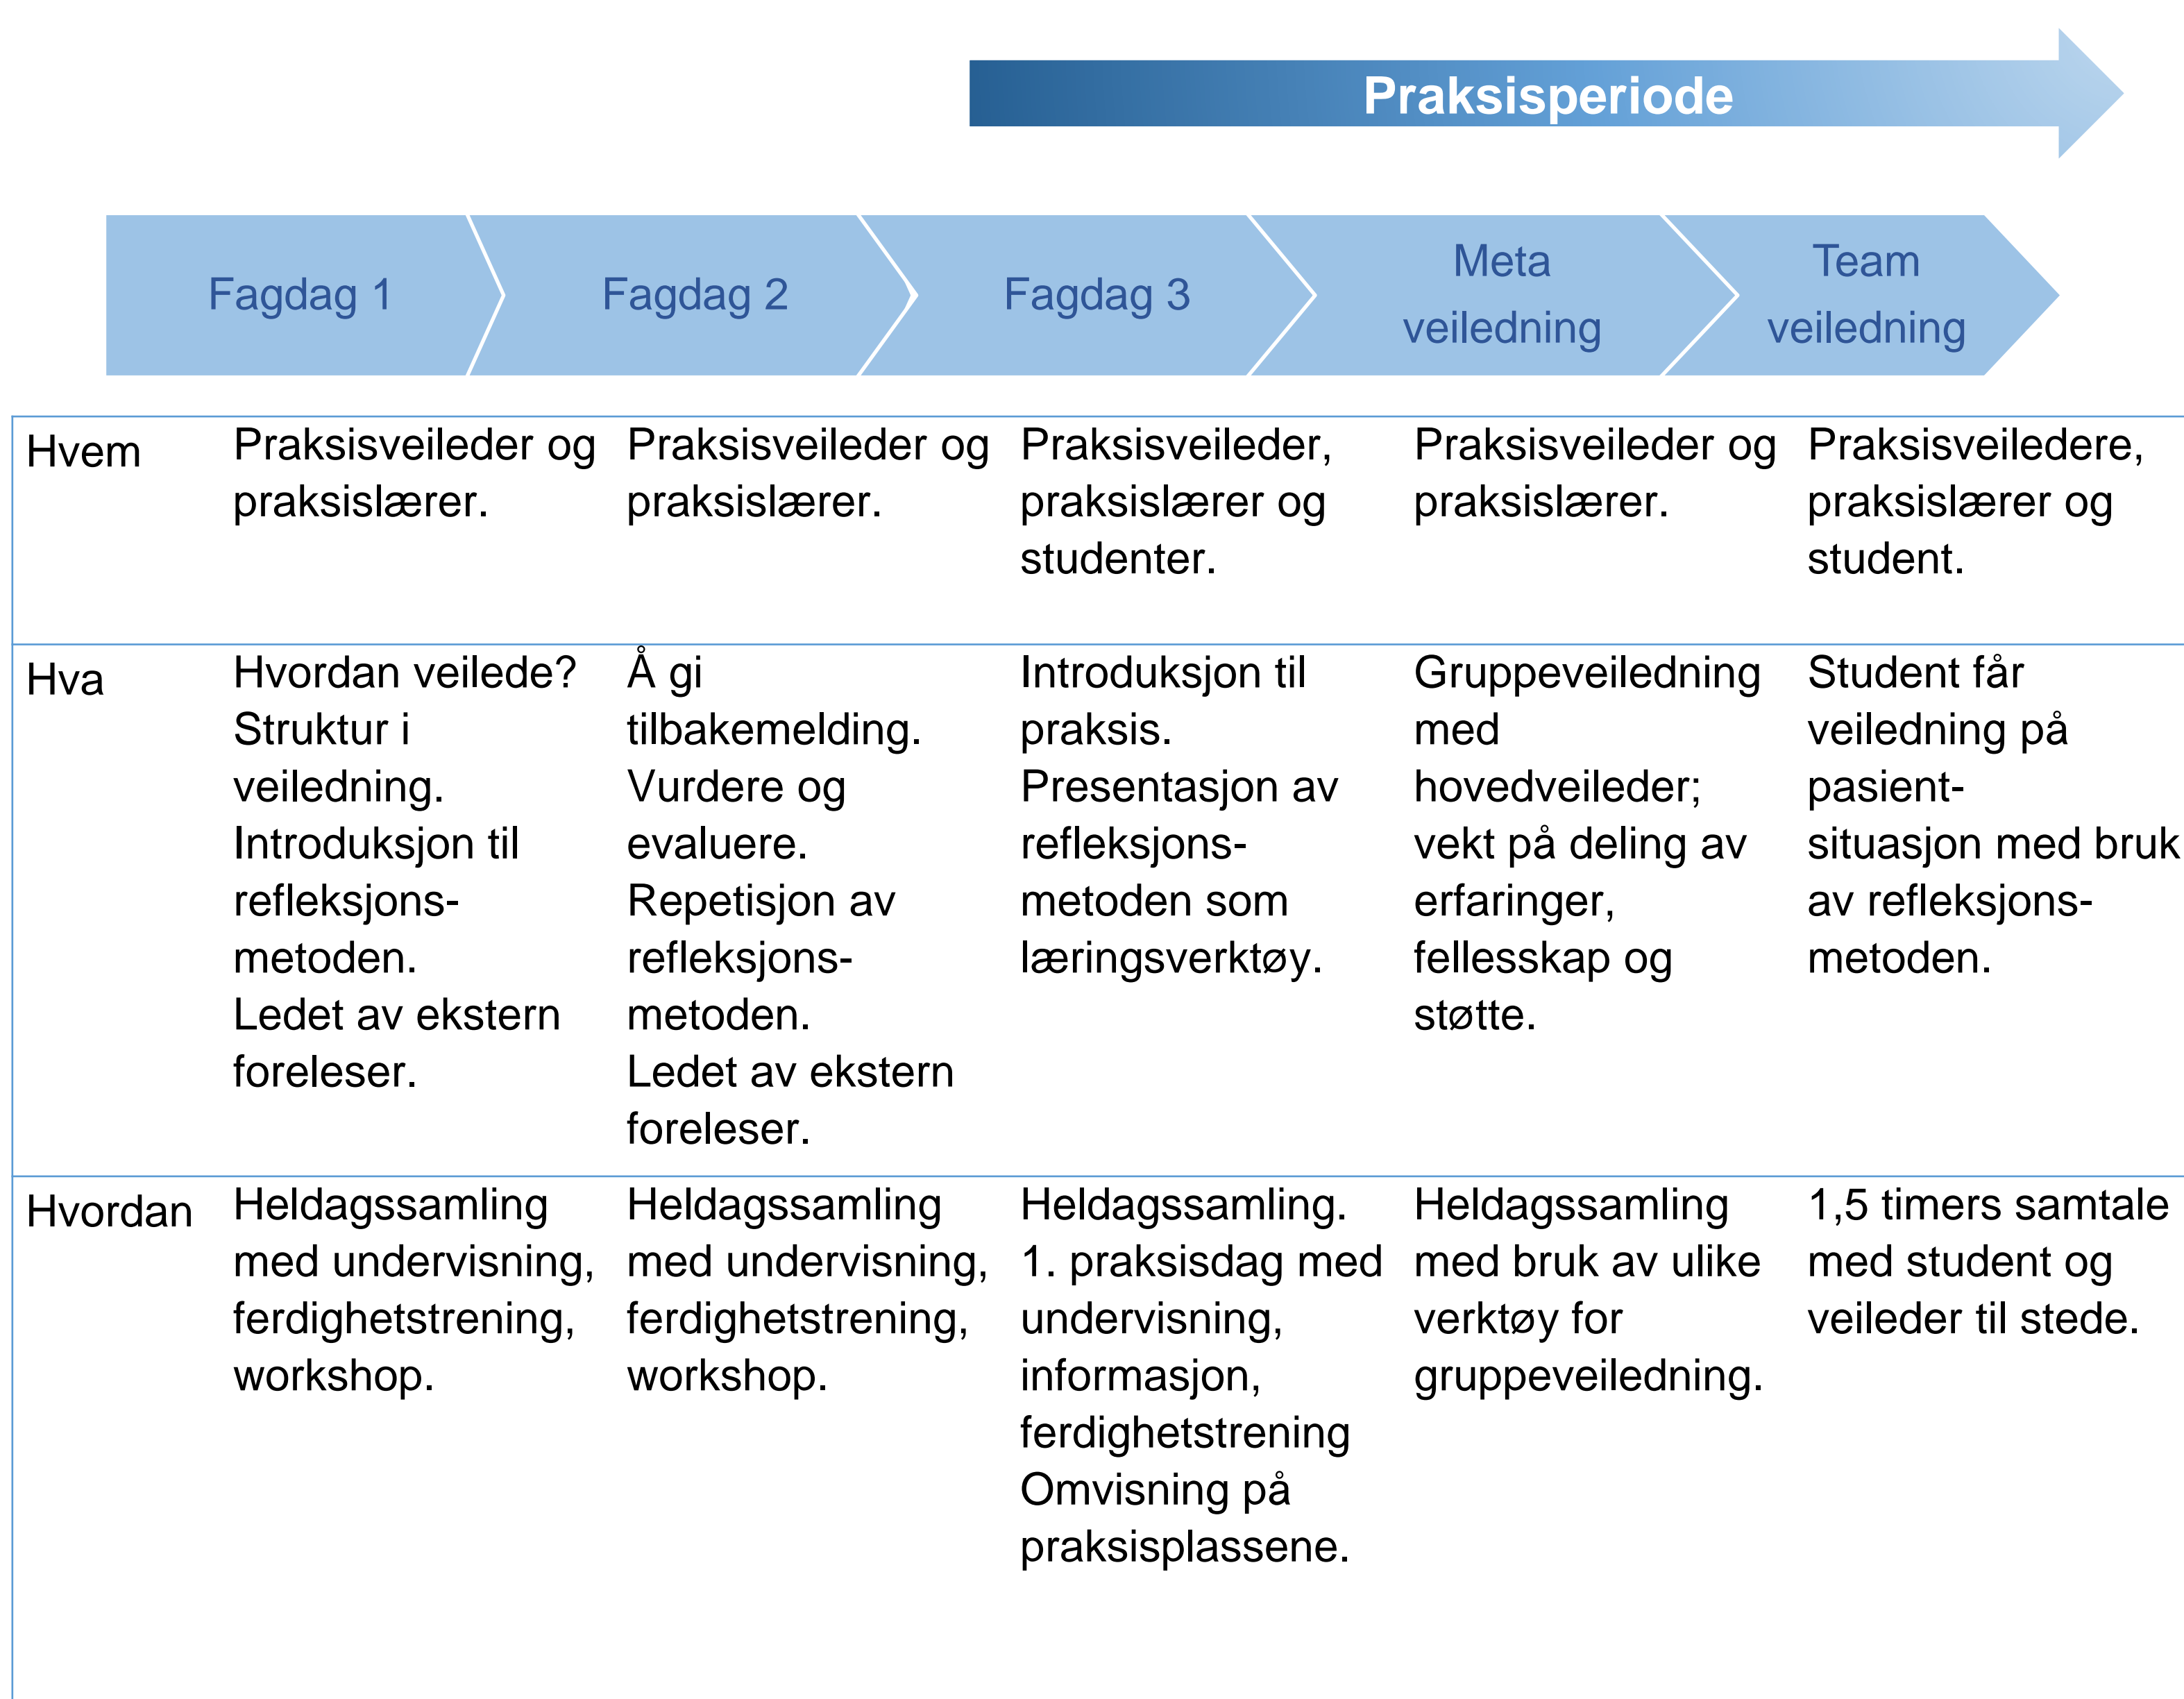 Praksisperiode
Fagdag 1
Fagdag 2
Fagdag 3
Meta
veiledning
Team
veiledning
Hvem
Praksisveileder og
praksislærer.
Praksisveileder og
praksislærer.
Praksisveileder,
praksislærer og
studenter.
Praksisveileder og
praksislærer.
Praksisveiledere,
praksislærer og
student.
Hva
Hvordan veilede?
Struktur i
veiledning.
Introduksjon til
refleksjons-
metoden.
Ledet av ekstern
foreleser.
Å gi
tilbakemelding.
Vurdere og
evaluere.
Repetisjon av
refleksjons-
metoden.
Ledet av ekstern
foreleser.
Introduksjon til
praksis.
Presentasjon av
refleksjons-
metoden som
læringsverktøy.
Gruppeveiledning
med
hovedveileder;
vekt på deling av
erfaringer,
fellesskap og
støtte.
Student får
veiledning på
pasient-
situasjon med bruk
av refleksjons-
metoden.
Hvordan
Heldagssamling
med undervisning,
ferdighetstrening,
workshop.
Heldagssamling
med undervisning,
ferdighetstrening,
workshop.
Heldagssamling.
1. praksisdag med
undervisning,
informasjon,
ferdighetstrening
Omvisning på
praksisplassene.
Heldagssamling
med bruk av ulike
verktøy for
gruppeveiledning.
1,5 timers samtale
med student og
veileder til stede.